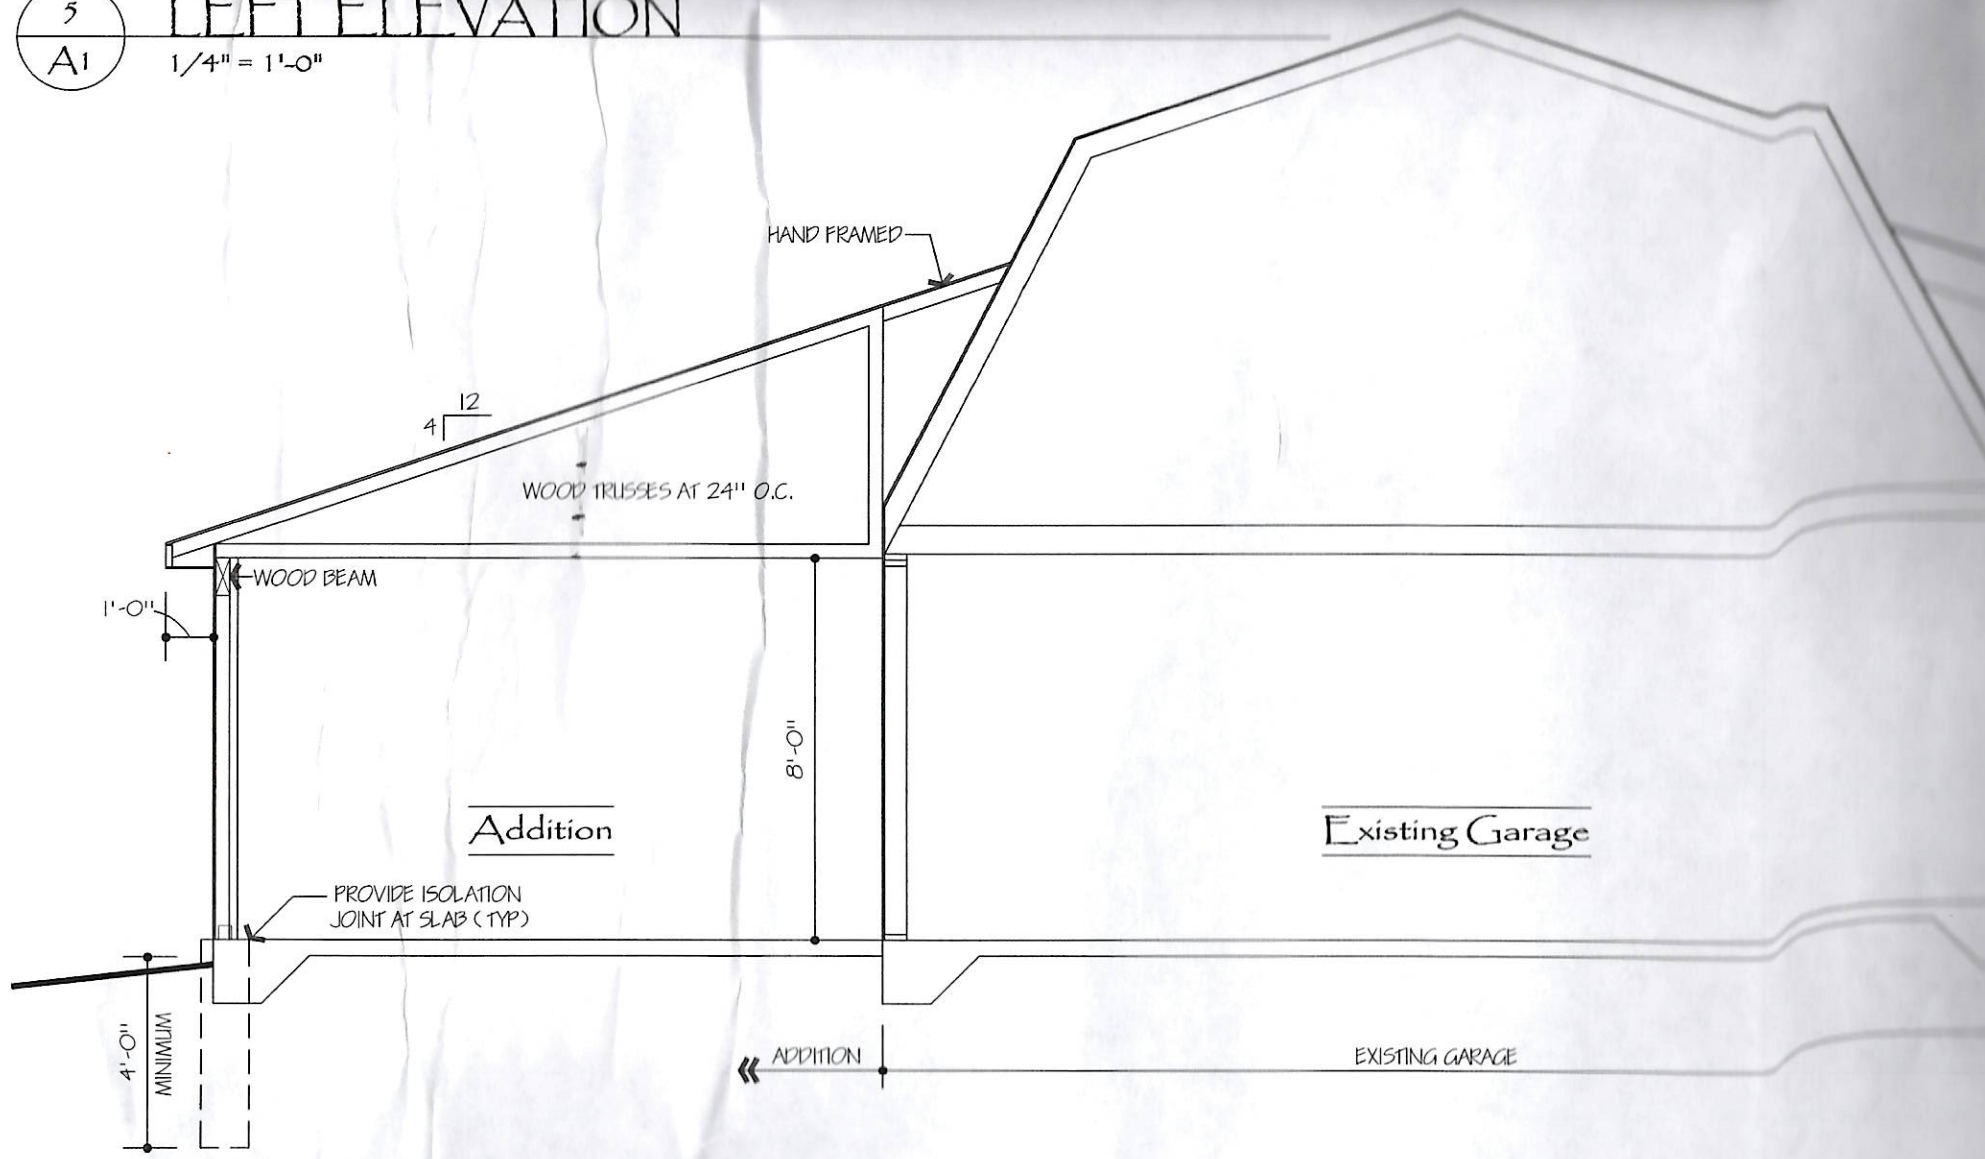 5
LEFT ELEVATION
A1
1/4" = 1'-0"
HAND FRAMED
12
4
WOOD TRUSSES AT 24" O.C.
WOOD BEAM
1'-0"
8'-0"
Addition
Existing Garage
PROVIDE ISOLATION
JOINT AT SLAB (TYP)
4'-0"
MINIMUM
ADDITION
EXISTING GARAGE